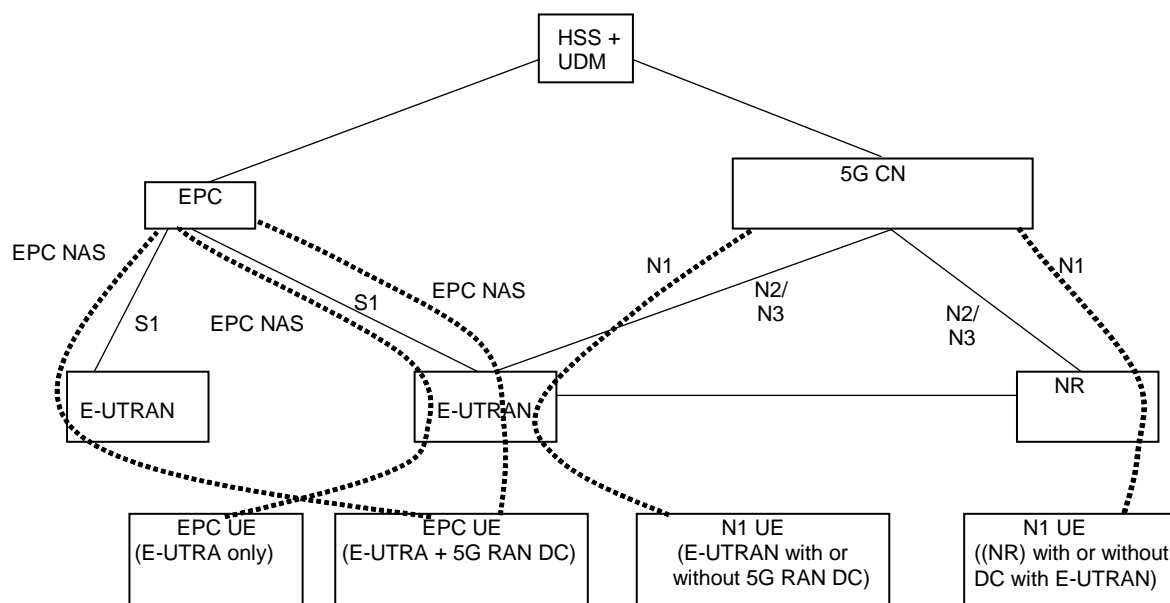 HSS +
UDM
EPC
5G CN
EPC NAS
N1
N1
EPC NAS
S1
S1
EPC NAS
N2/
N3
N2/
N3
E-UTRAN
E-UTRAN
NR
EPC UE
(E-UTRA only)
EPC UE
(E-UTRA + 5G RAN DC)
N1 UE
(E-UTRAN with or
without 5G RAN DC)
N1 UE
((NR) with or without
DC with E-UTRAN)